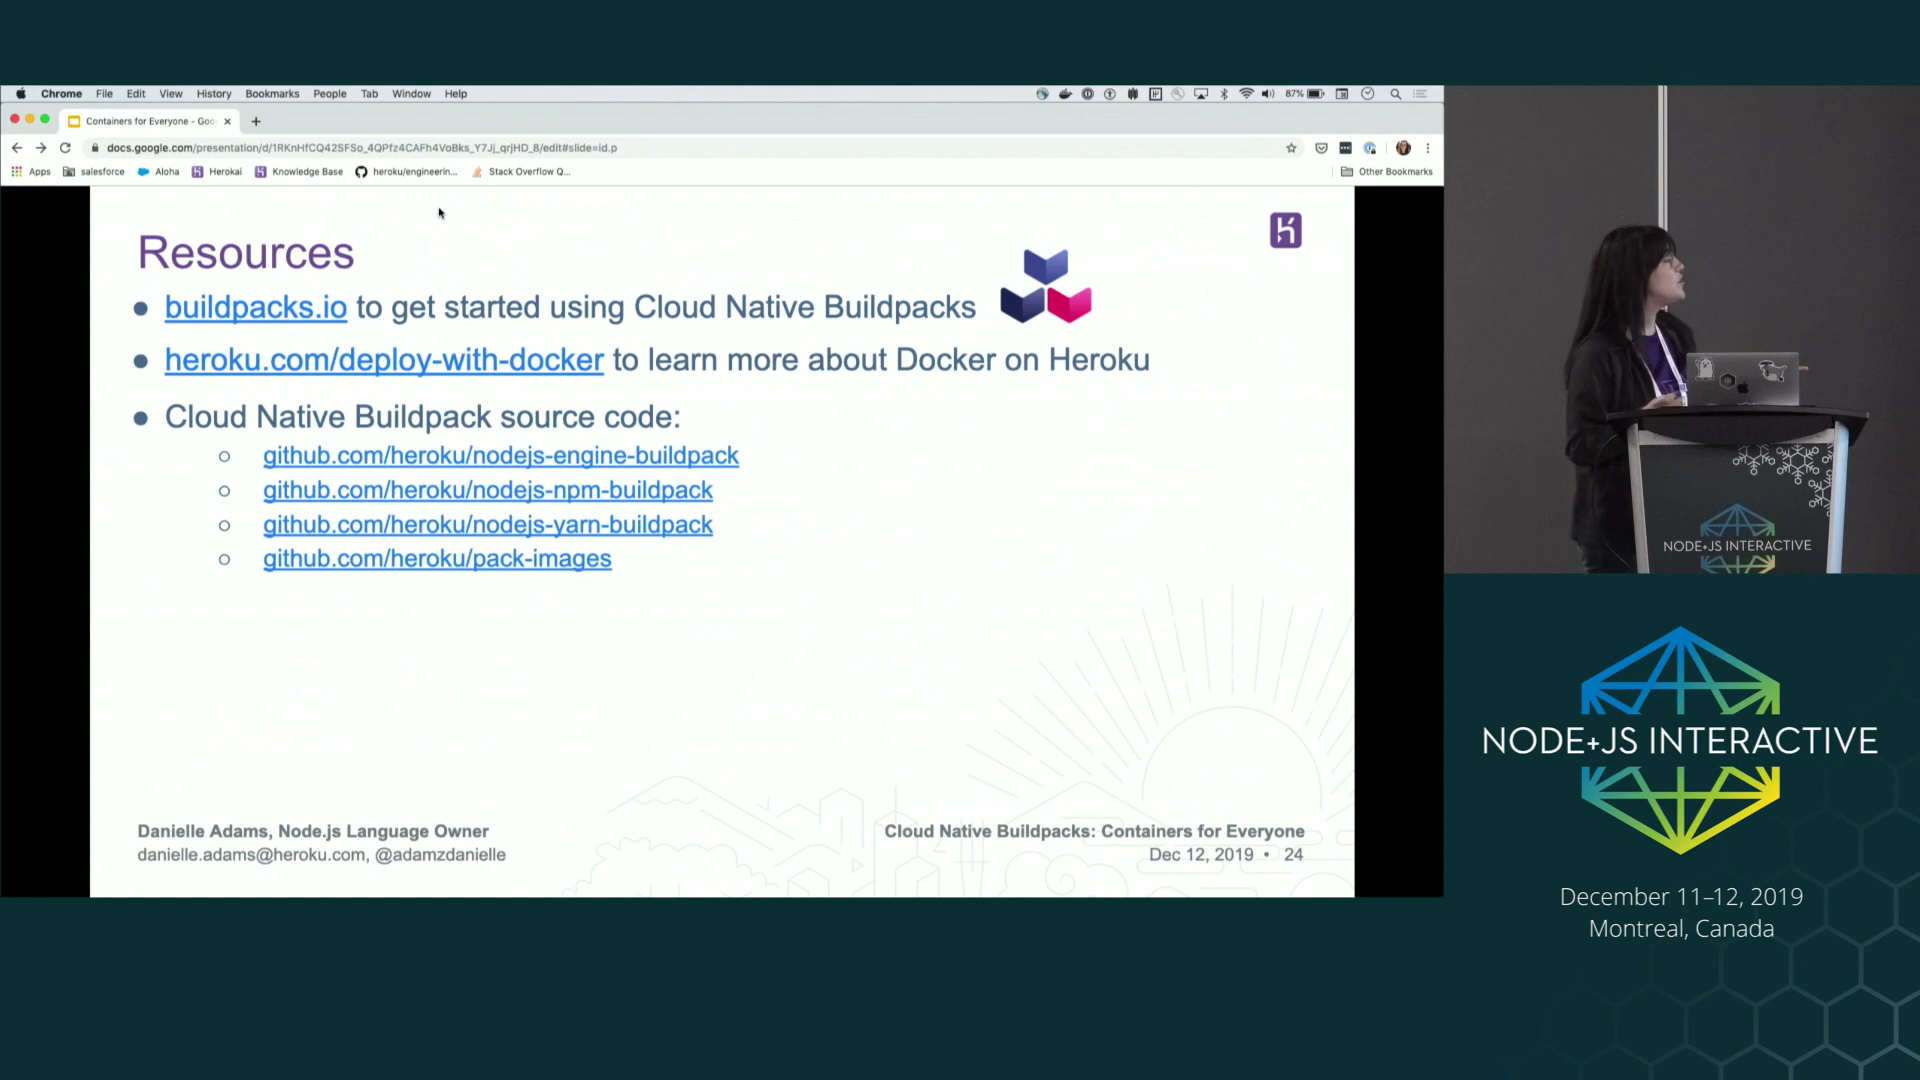 Chrome File Edit View History Bookmarks People Tab Window Help
87%
Containers for Everyone - Goo
docs.google.com/presentation/d/1RKnHfCQ42SFSo_4QPfz4CAFh4VoBks_Y7Jj_qrjHD_8/edit#slide=id.p
Apps salesforce Aloha Herokai Knowledge Base heroku/engineerin... Stack Overflow Q...
Other Bookmarks
Resources
● buildpacks.io to get started using Cloud Native Buildpacks
● heroku.com/deploy-with-docker to learn more about Docker on Heroku
● Cloud Native Buildpack source code:
○ github.com/heroku/nodejs-engine-buildpack
○ github.com/heroku/nodejs-npm-buildpack
○ github.com/heroku/nodejs-yarn-buildpack
○ github.com/heroku/pack-images
Danielle Adams, Node.js Language Owner
danielle.adams@heroku.com, @adamzdanielle
Cloud Native Buildpacks: Containers for Everyone
Dec 12, 2019 • 24
NODE+JS INTERACTIVE
NODE+JS INTERACTIVE
December 11–12, 2019
Montreal, Canada